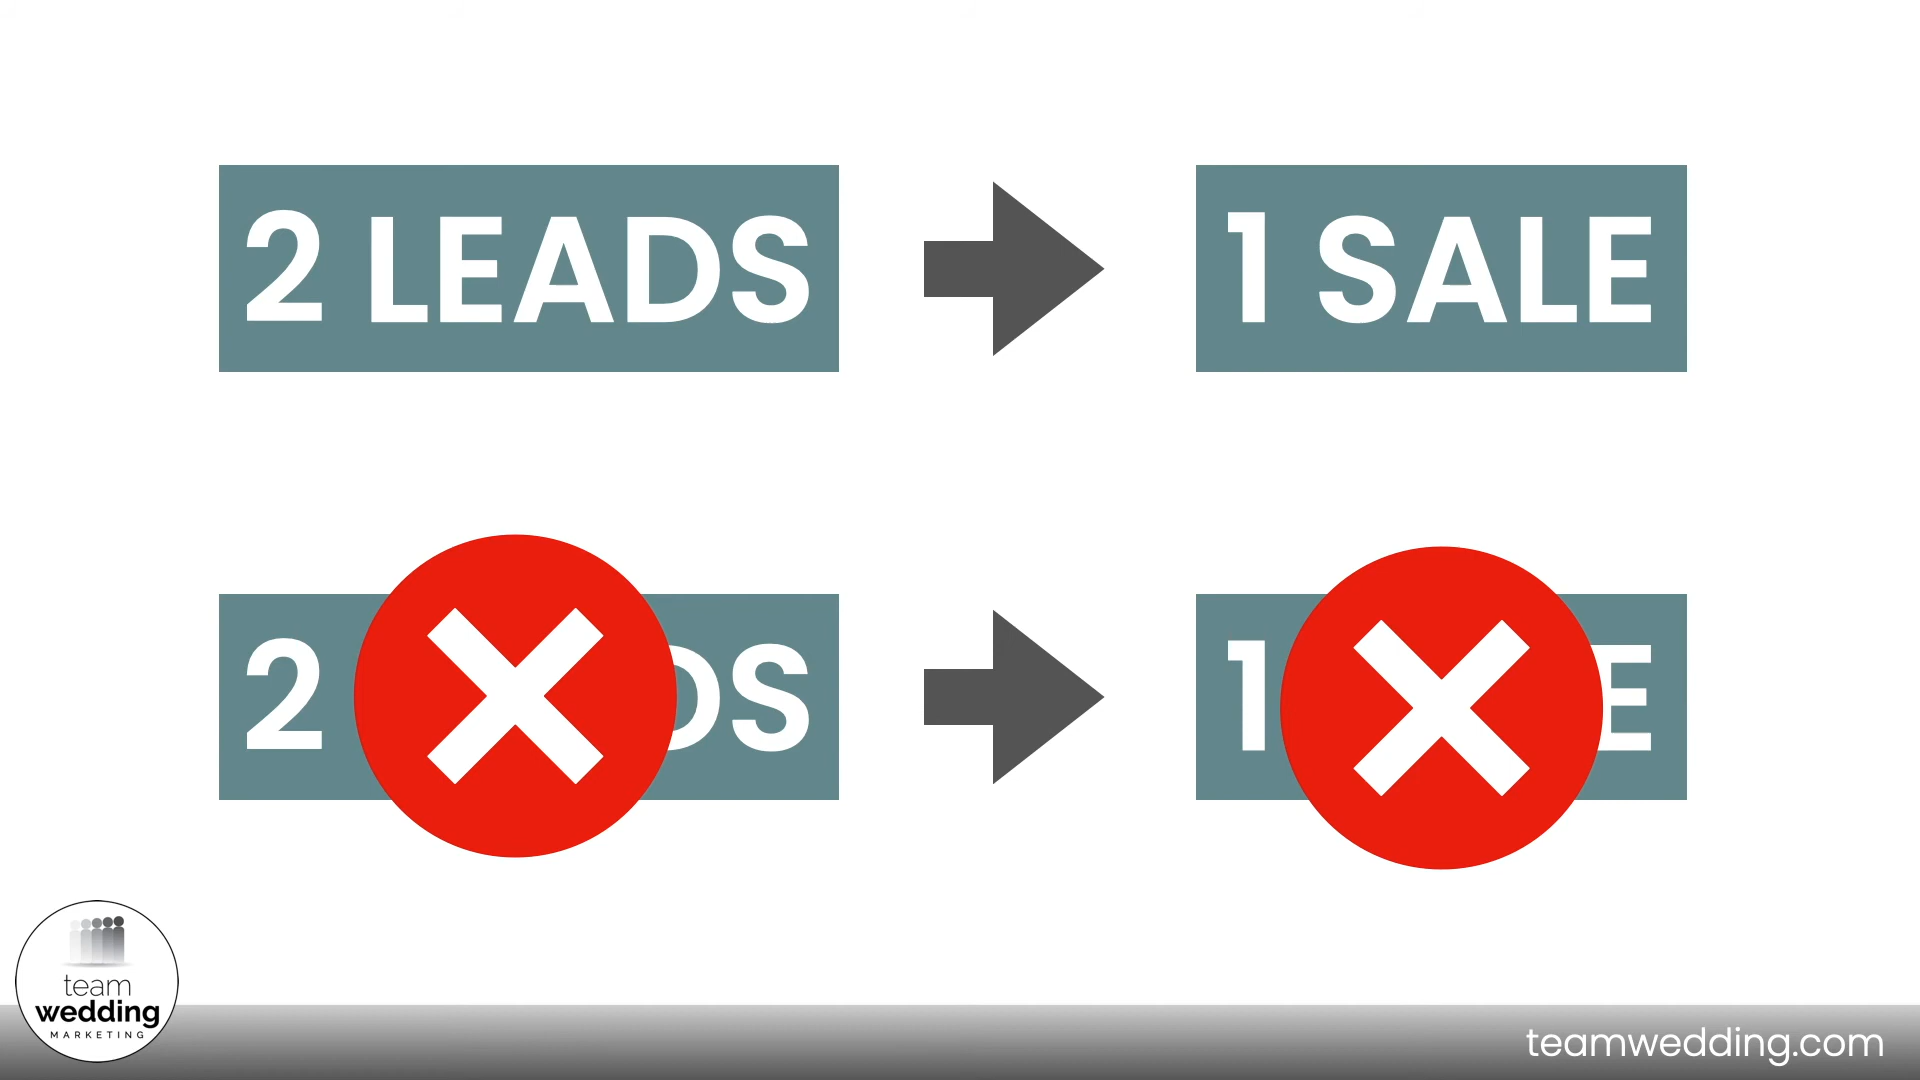 2 LEADS
1 SALE
2 DS
1 E
team
wedding
MARKETING
teamwedding.com